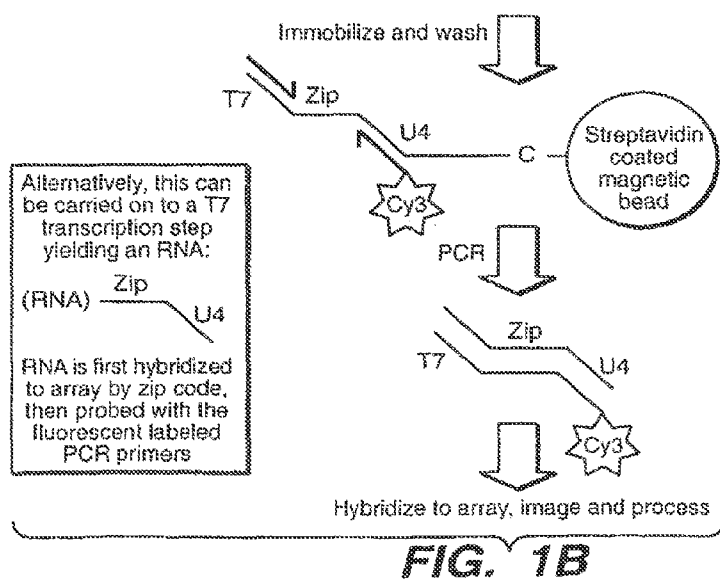 Immobilize and wash
T7
Zip
U4
C
Streptavidin
coated
magnetic
bead
Cy3
Alternatively, this can
be carried on to a T7
transcription step
yielding an RNA:
Zip
(RNA)
U4
RNA is first hybridized
to array by zip code,
then probed with the
fluorescent labeled
PCR primers
PCR
Zip
T7
U4
Cy3
Hybridize to array, image and process
FIG. 1B